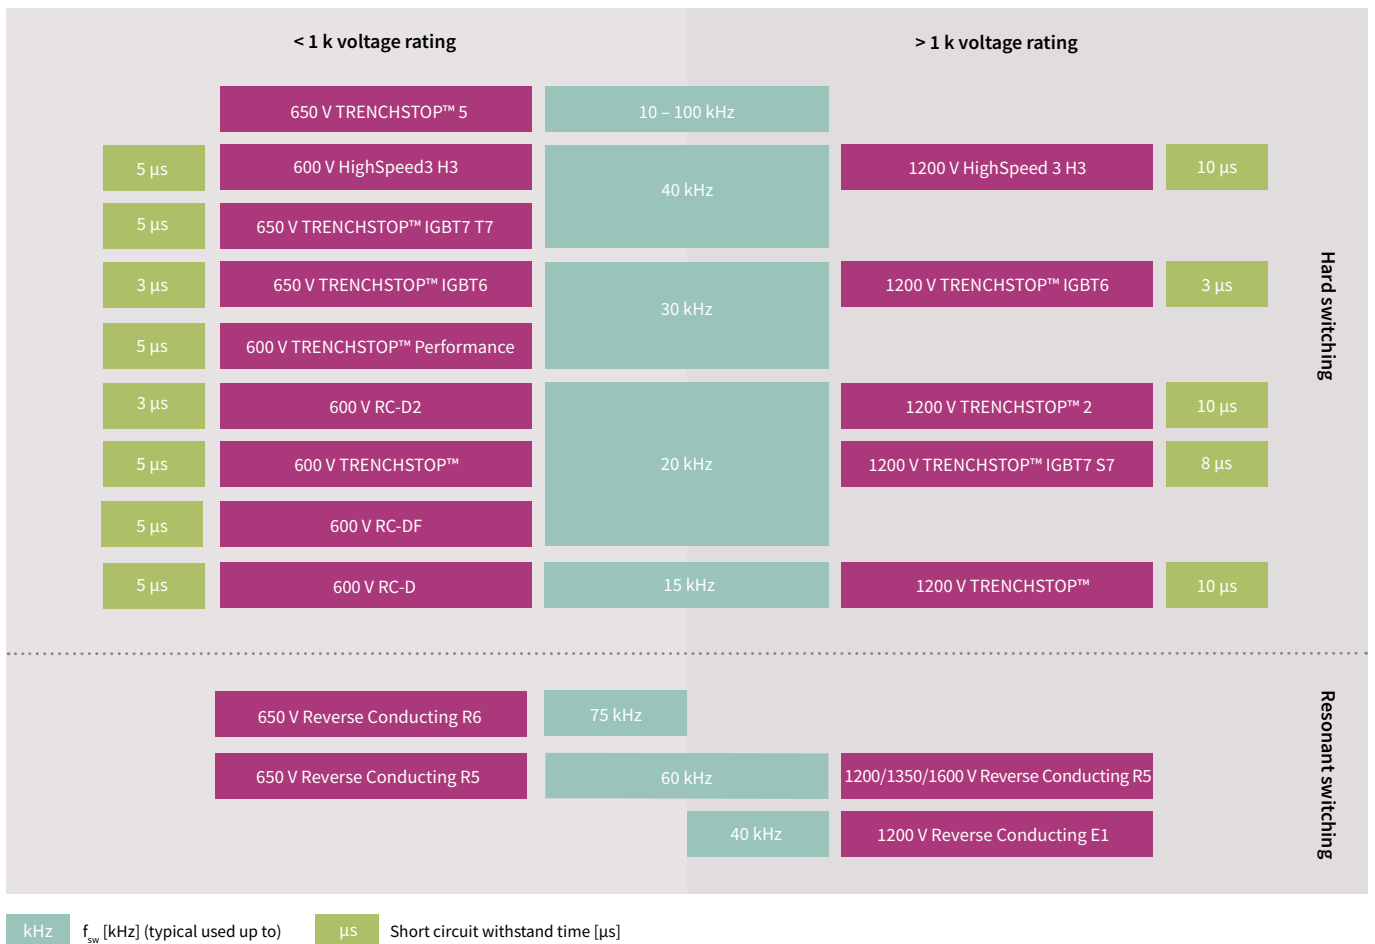 < 1 k voltage rating
> 1 k voltage rating
650 V TRENCHSTOP™ 5
10 – 100 kHz
5 µs
600 V HighSpeed3 H3
40 kHz
1200 V HighSpeed 3 H3
10 µs
5 µs
650 V TRENCHSTOP™ IGBT7 T7
3 µs
650 V TRENCHSTOP™ IGBT6
30 kHz
1200 V TRENCHSTOP™ IGBT6
3 µs
5 µs
600 V TRENCHSTOP™ Performance
3 µs
600 V RC-D2
20 kHz
1200 V TRENCHSTOP™ 2
10 µs
5 µs
600 V TRENCHSTOP™
1200 V TRENCHSTOP™ IGBT7 S7
8 µs
5 µs
600 V RC-DF
5 µs
600 V RC-D
15 kHz
1200 V TRENCHSTOP™
10 µs
Hard switching
650 V Reverse Conducting R6
75 kHz
650 V Reverse Conducting R5
60 kHz
1200/1350/1600 V Reverse Conducting R5
40 kHz
1200 V Reverse Conducting E1
Resonant switching
kHz
fsw [kHz] (typical used up to)
µs
Short circuit withstand time [µs]